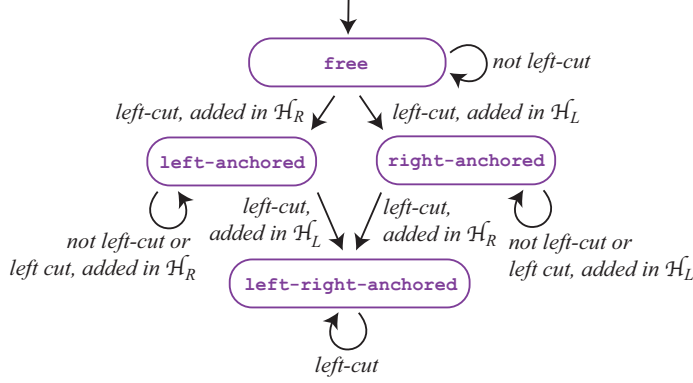 free
not left-cut
left-cut, added in ℋ_R
left-cut, added in ℋ_L
left-anchored
right-anchored
left-cut,
added in ℋ_L
left-cut,
added in ℋ_R
not left-cut or
left cut, added in ℋ_R
not left-cut or
left cut, added in ℋ_L
left-right-anchored
left-cut